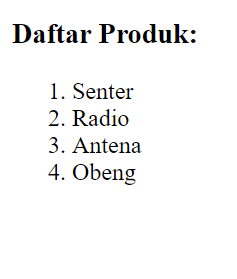 Daftar Produk:
1. Senter
2. Radio
3. Antena
4. Obeng